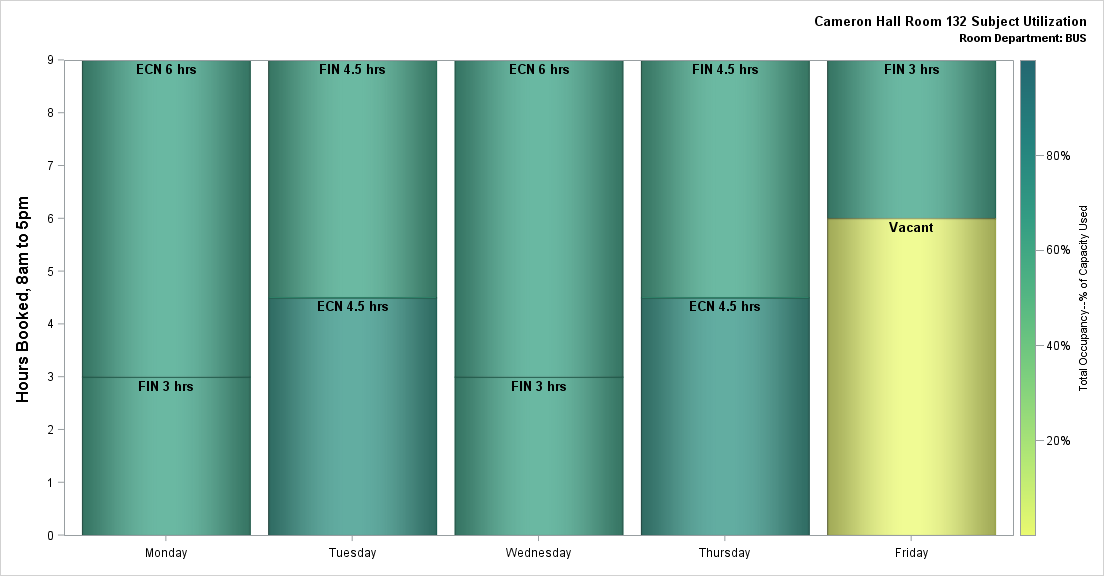 Cameron Hall Room 132 Subject Utilization
Room Department: BUS
Hours Booked, 8am to 5pm
9
8
7
6
5
4
3
2
1
0
ECN 6 hrs
FIN 3 hrs
FIN 4.5 hrs
ECN 4.5 hrs
ECN 6 hrs
FIN 3 hrs
FIN 4.5 hrs
ECN 4.5 hrs
FIN 3 hrs
Vacant
Monday
Tuesday
Wednesday
Thursday
Friday
80%
60%
40%
20%
Total Occupancy--% of Capacity Used